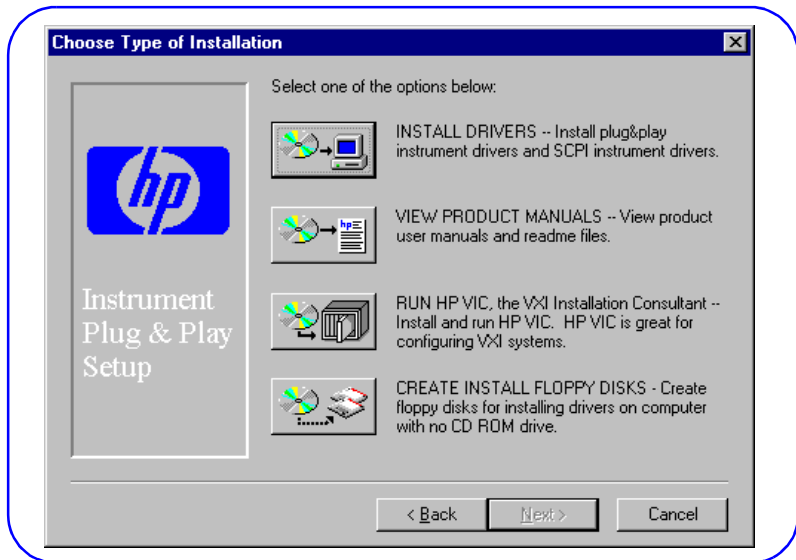 Choose Type of Installation
Select one of the options below:
hp
Instrument
Plug & Play
Setup
INSTALL DRIVERS -- Install plug&play
instrument drivers and SCPI instrument drivers.
hp
VIEW PRODUCT MANUALS -- View product
user manuals and readme files.
RUN HP VIC, the VXI Installation Consultant --
Install and run HP VIC.  HP VIC is great for
configuring VXI systems.
CREATE INSTALL FLOPPY DISKS - Create
floppy disks for installing drivers on computer
with no CD ROM drive.
< Back
Next >
Cancel